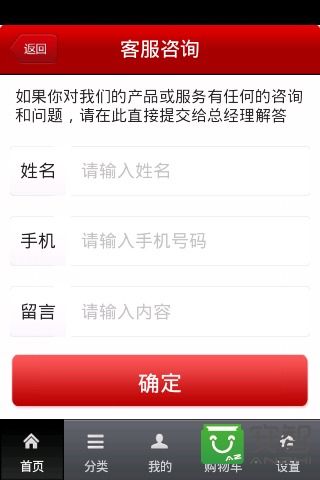 返回
客服咨询
如果你对我们的产品或服务有任何的咨询
和问题，请在此直接提交给总经理解答
姓名 请输入姓名
手机 请输入手机号码
留言 请输入内容
确定
首页 分类 我的 购物车 设置